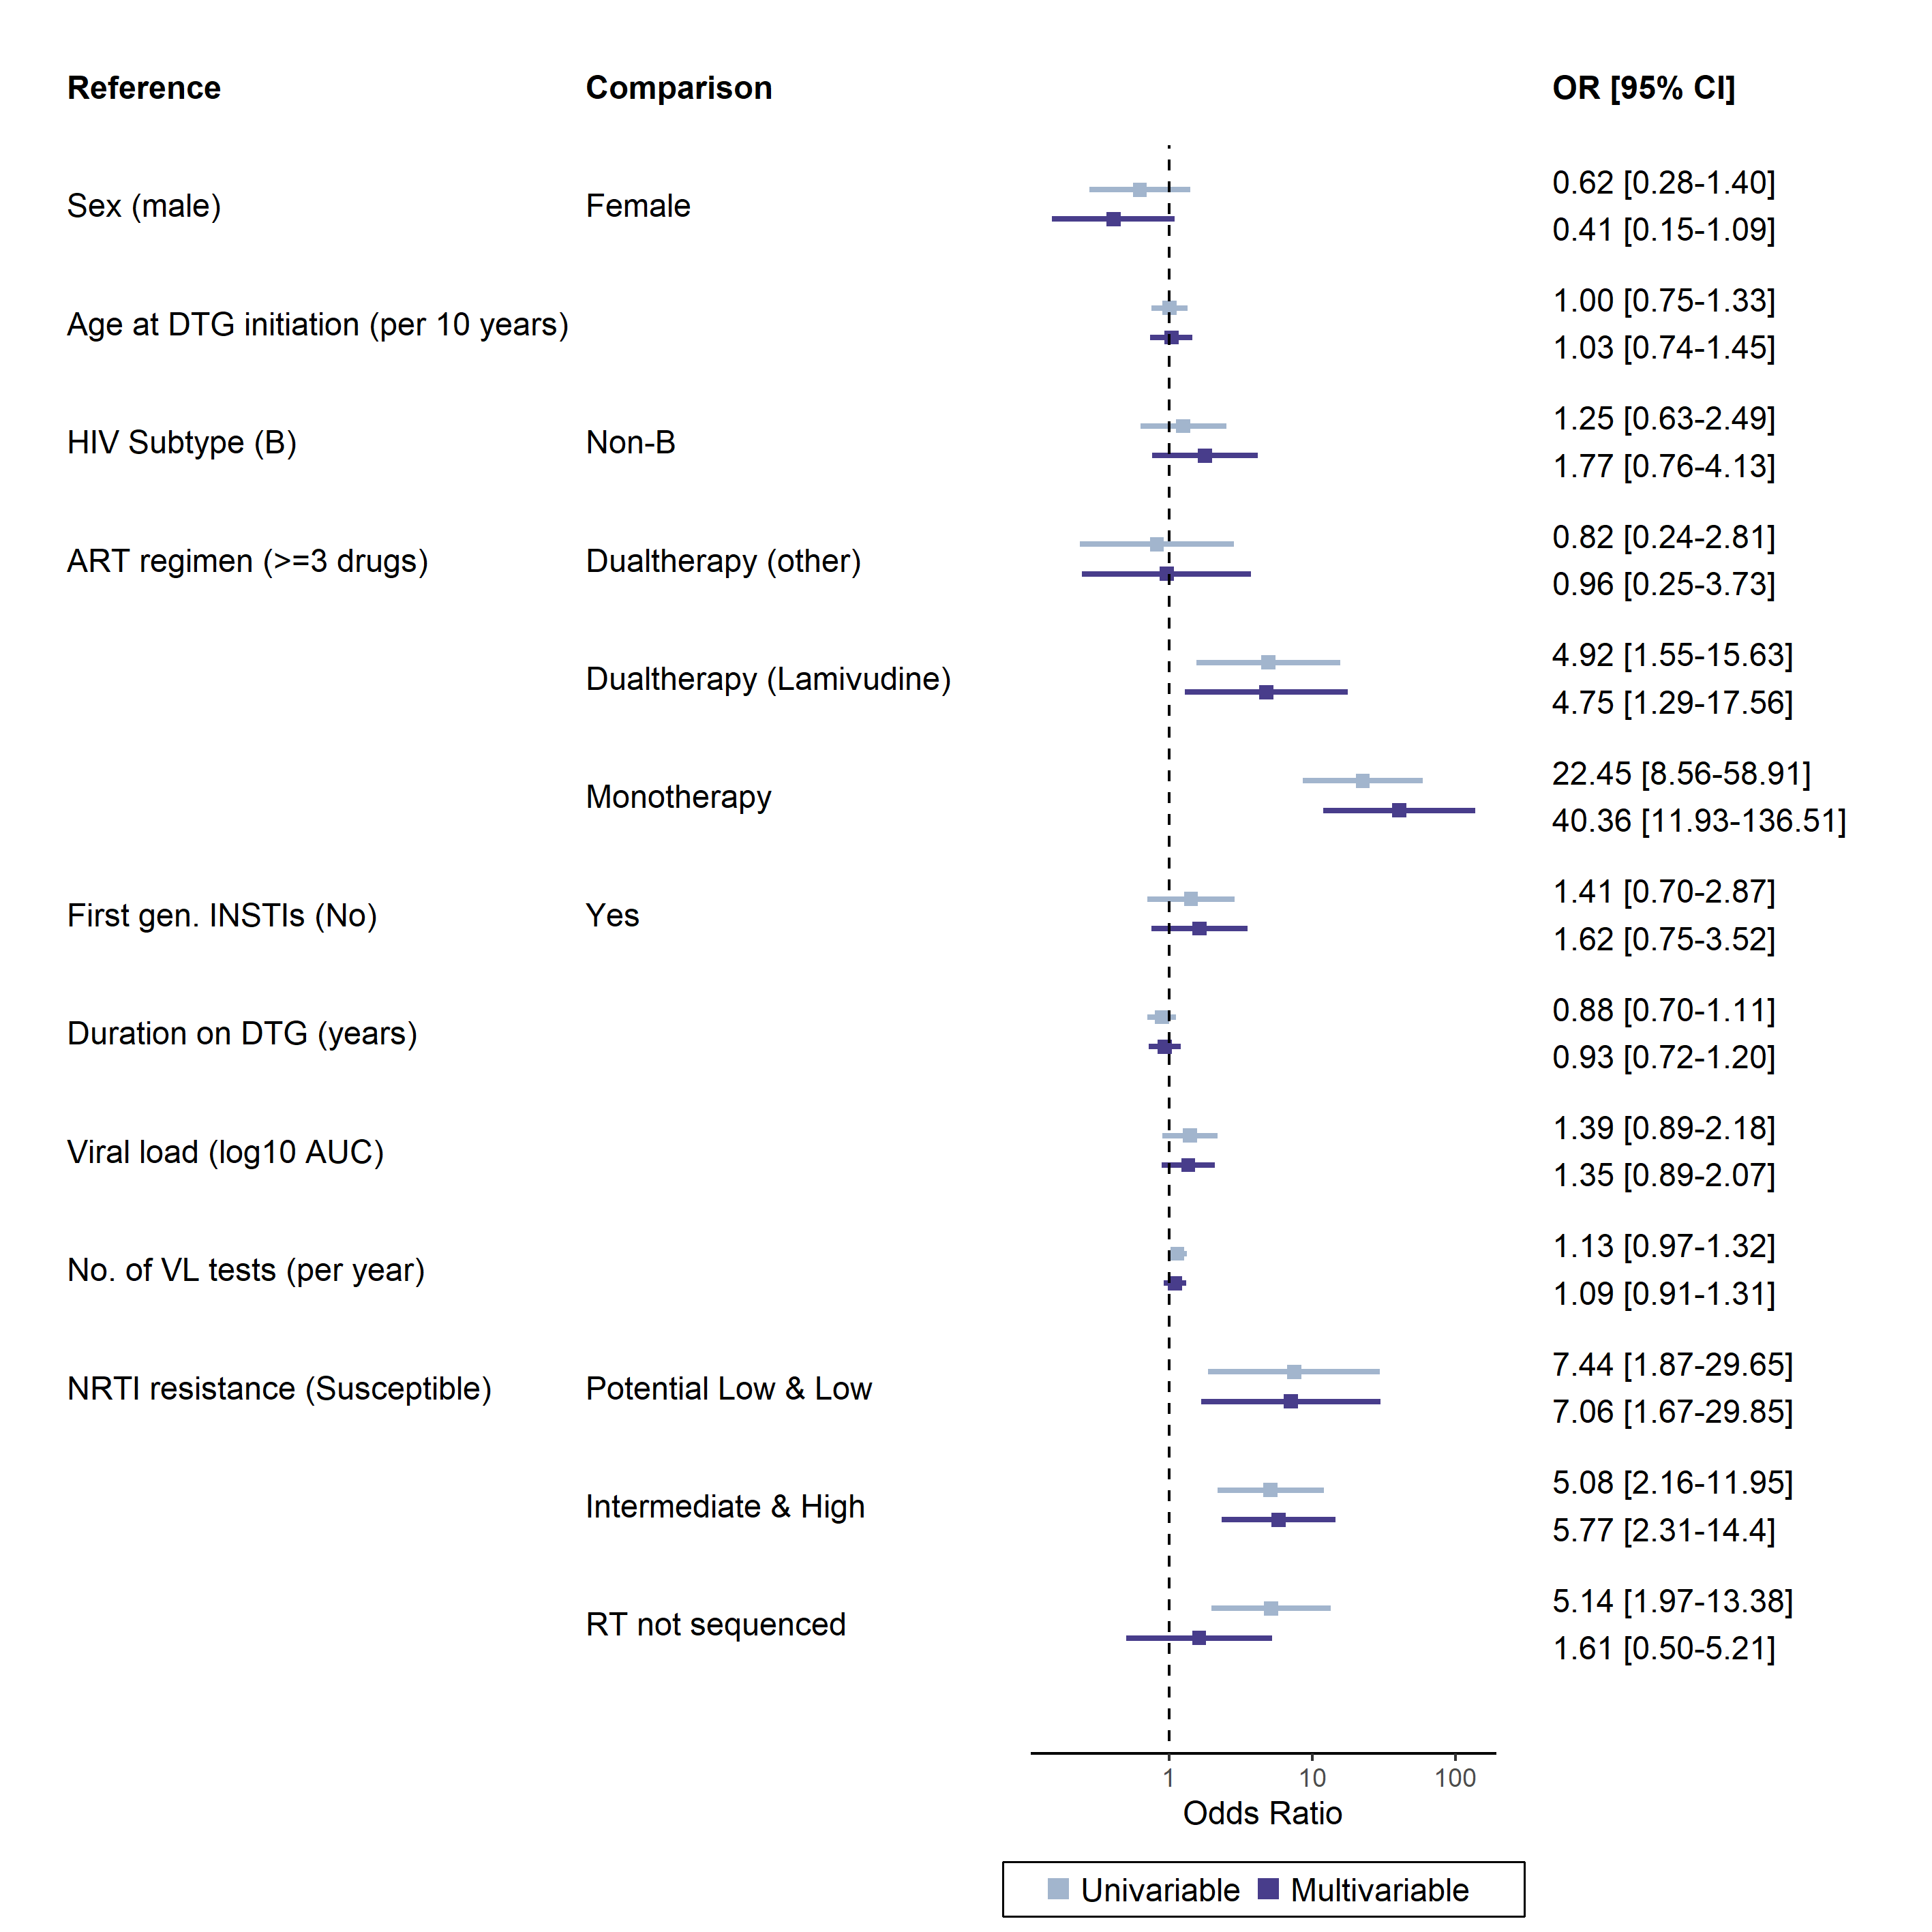 Reference Comparison OR [95% CI]
0.62 [0.28-1.40]
Sex (male) Female
0.41 [0.15-1.09]
1.00 [0.75-1.33]
Age at DTG initiation (per 10 years)
1.03 [0.74-1.45]
1.25 [0.63-2.49]
HIV Subtype (B) Non-B
1.77 [0.76-4.13]
0.82 [0.24-2.81]
ART regimen (>=3 drugs) Dualtherapy (other)
0.96 [0.25-3.73]
4.92 [1.55-15.63]
Dualtherapy (Lamivudine)
4.75 [1.29-17.56]
22.45 [8.56-58.91]
Monotherapy
40.36 [11.93-136.51]
1.41 [0.70-2.87]
First gen. INSTIs (No) Yes
1.62 [0.75-3.52]
0.88 [0.70-1.11]
Duration on DTG (years)
0.93 [0.72-1.20]
1.39 [0.89-2.18]
Viral load (log10 AUC)
1.35 [0.89-2.07]
1.13 [0.97-1.32]
No. of VL tests (per year)
1.09 [0.91-1.31]
7.44 [1.87-29.65]
NRTI resistance (Susceptible) Potential Low & Low
7.06 [1.67-29.85]
5.08 [2.16-11.95]
Intermediate & High
5.77 [2.31-14.4]
5.14 [1.97-13.38]
RT not sequenced
1.61 [0.50-5.21]
1 10 100
Odds Ratio
Univariable Multivariable